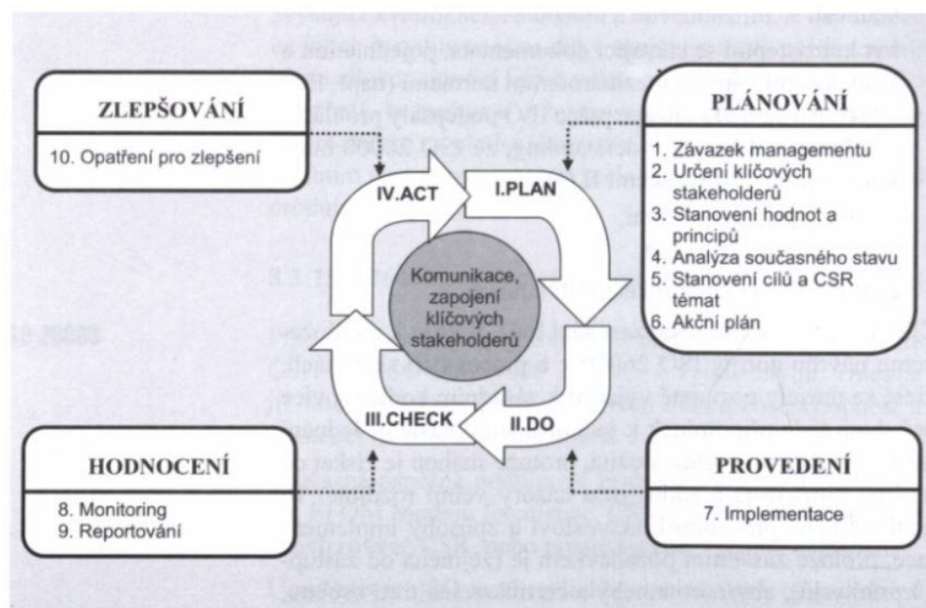 ZLEPŠOVÁNÍ
10. Opatření pro zlepšení
PLÁNOVÁNÍ
1. Závazek managementu
2. Určení klíčových
stakeholderů
3. Stanovení hodnot a
principů
4. Analýza současného stavu
5. Stanovení cílů a CSR
témat
6. Akční plán
IV.ACT
I.PLAN
Komunikace,
zapojení
klíčových
stakeholderů
III.CHECK
II.DO
HODNOCENÍ
8. Monitoring
9. Reportování
PROVEDENÍ
7. Implementace